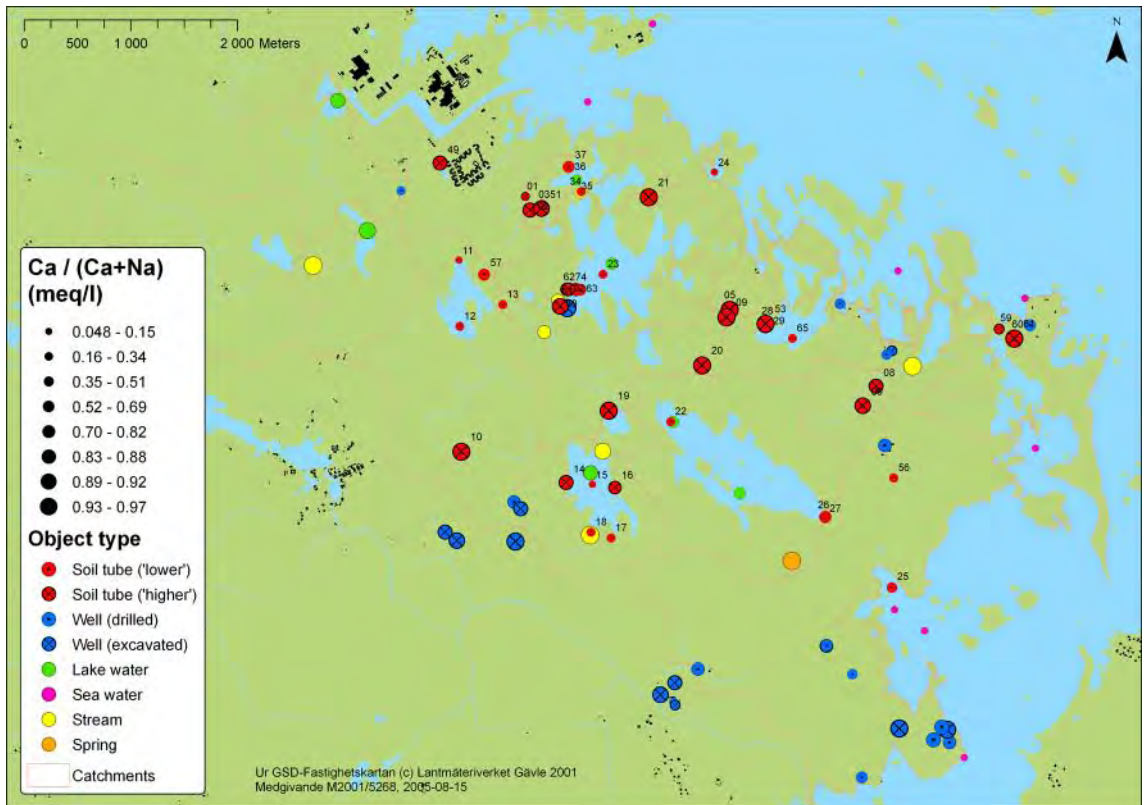 N
0 500 1 000 2 000 Meters
37
36
49
24
34
35
01
0351
21
11
57
23
6274
63
13
12
05
09
28 53
29
65
59
60
20
08
19
22
10
14
15
16
56
26
27
18
17
25
Ca / (Ca+Na)
(meq/l)
0.048 - 0.15
0.16 - 0.34
0.35 - 0.51
0.52 - 0.69
0.70 - 0.82
0.83 - 0.88
0.89 - 0.92
0.93 - 0.97
Object type
Soil tube ('lower')
Soil tube ('higher')
Well (drilled)
Well (excavated)
Lake water
Sea water
Stream
Spring
Catchments
Ur GSD-Fastighetskartan (c) Lantmäteriverket Gävle 2001
Medgivande M2001/5268, 2005-08-15